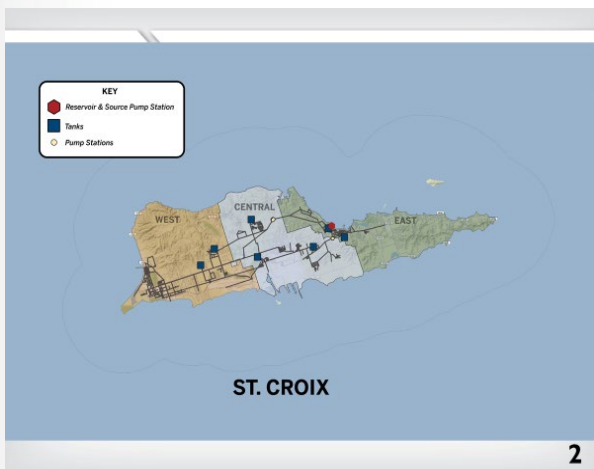 KEY
Reservoir & Source Pump Station
Tanks
Pump Stations
WEST
CENTRAL
EAST
ST. CROIX
2